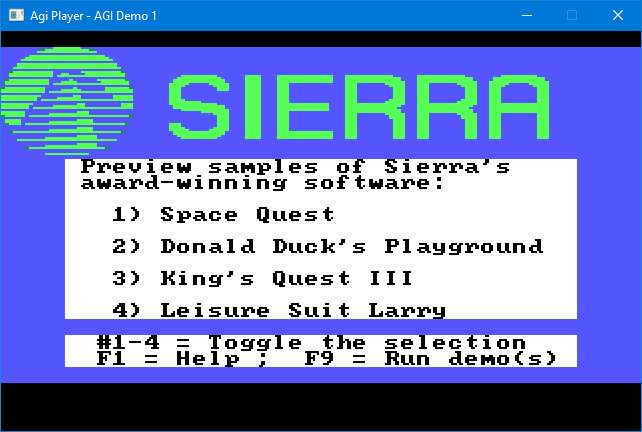 Agi Player - AGI Demo 1
SIERRA
Preview samples of Sierra's
award-winning software:
1) Space Quest
2) Donald Duck's Playground
3) King's Quest III
4) Leisure Suit Larry
#1-4 = Toggle the selection
F1 = Help ;  F9 = Run demo(s)